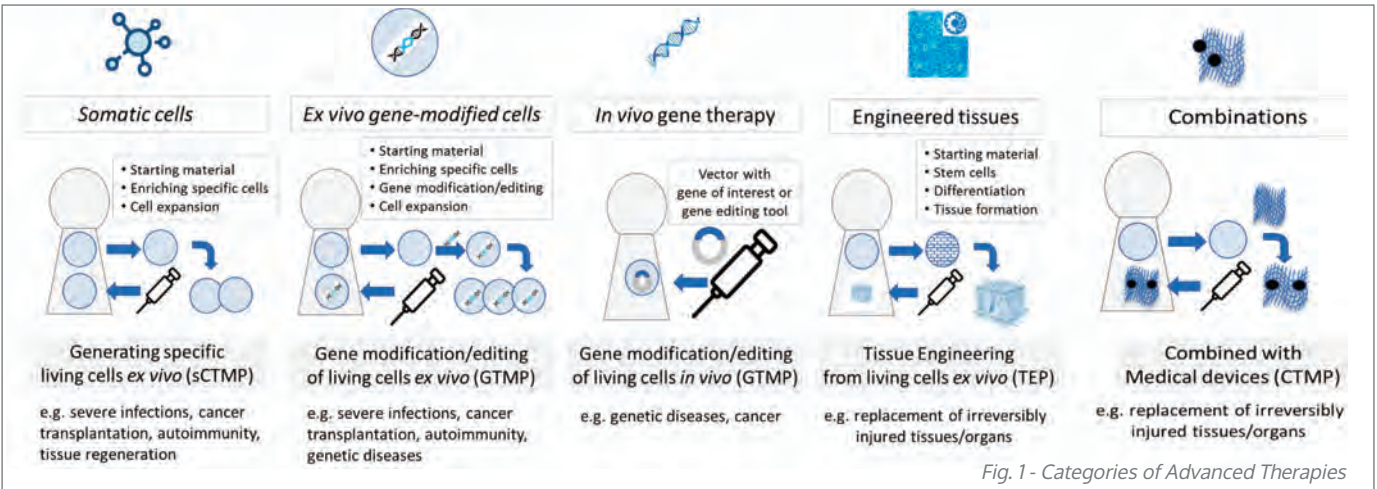 Somatic cells
• Starting material
• Enriching specific cells
• Cell expansion
Generating specific
living cells ex vivo (sCTMP)
e.g. severe infections, cancer
transplantation, autoimmunity,
tissue regeneration
Ex vivo gene-modified cells
• Starting material
• Enriching specific cells
• Gene modification/editing
• Cell expansion
Gene modification/editing
of living cells ex vivo (GTMP)
e.g. severe infections, cancer
transplantation, autoimmunity,
genetic diseases
In vivo gene therapy
Vector with
gene of interest or
gene editing tool
Gene modification/editing
of living cells in vivo (GTMP)
e.g. genetic diseases, cancer
Engineered tissues
• Starting material
• Stem cells
• Differentiation
• Tissue formation
Tissue Engineering
from living cells ex vivo (TEP)
e.g. replacement of irreversibly
injured tissues/organs
Combinations
Combined with
Medical devices (CTMP)
e.g. replacement of irreversibly
injured tissues/organs
Fig. 1 - Categories of Advanced Therapies